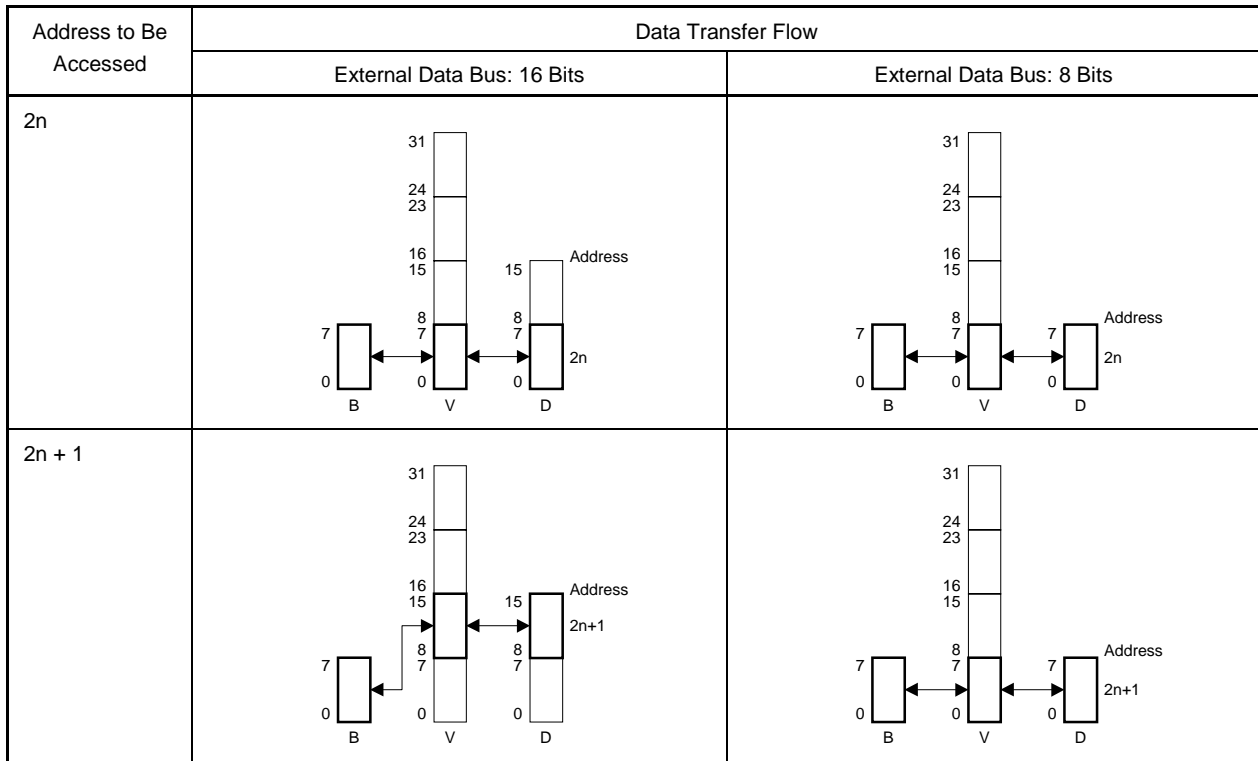 Address to Be
Accessed
Data Transfer Flow
External Data Bus: 16 Bits
External Data Bus: 8 Bits
2n
31
24
23
16
15
8
7
0
V
7
0
B
Address
15
8
7
0
2n
D
31
24
23
16
15
8
7
0
V
7
0
B
Address
7
0
2n
D
2n + 1
31
24
23
16
15
8
7
0
V
7
0
B
Address
15
8
7
0
2n+1
D
31
24
23
16
15
8
7
0
V
7
0
B
Address
7
0
2n+1
D